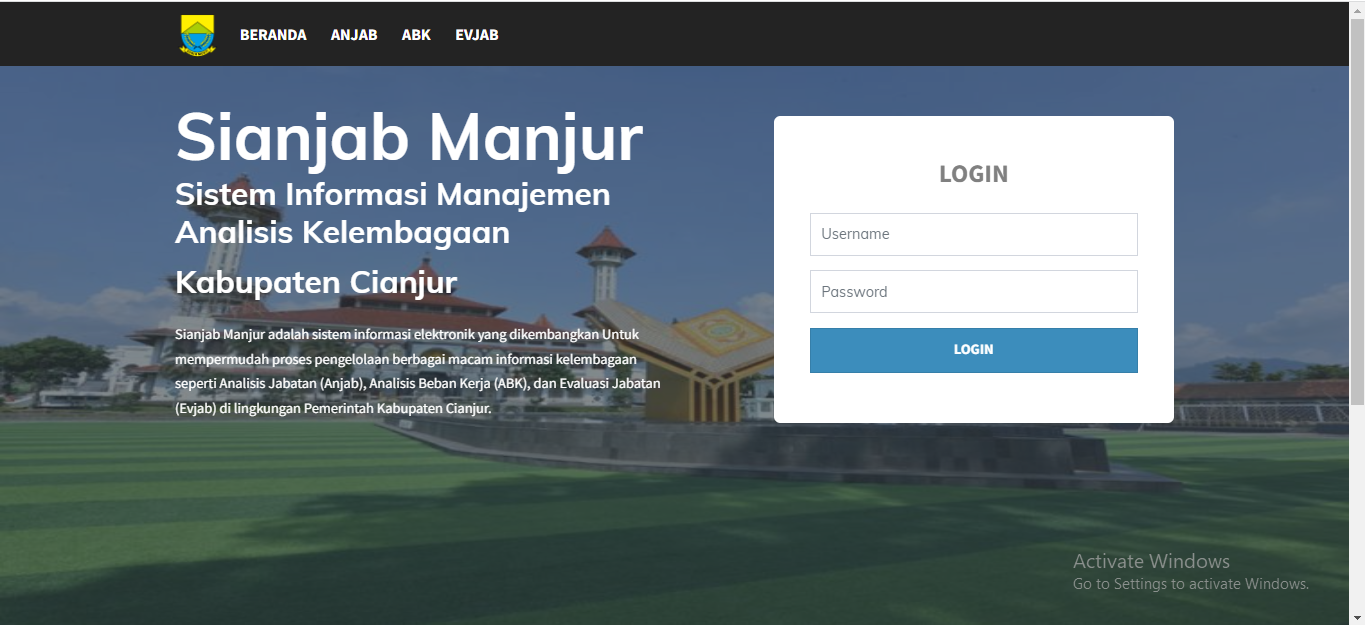 BERANDA ANJAB ABK EVJAB
Sianjab Manjur
Sistem Informasi Manajemen
Analisis Kelembagaan
Kabupaten Cianjur
Sianjab Manjur adalah sistem informasi elektronik yang dikembangkan Untuk
mempermudah proses pengelolaan berbagai macam informasi kelembagaan
seperti Analisis Jabatan (Anjab), Analisis Beban Kerja (ABK), dan Evaluasi Jabatan
(Evjab) di lingkungan Pemerintah Kabupaten Cianjur.
LOGIN
Username
Password
LOGIN
Activate Windows
Go to Settings to activate Windows.